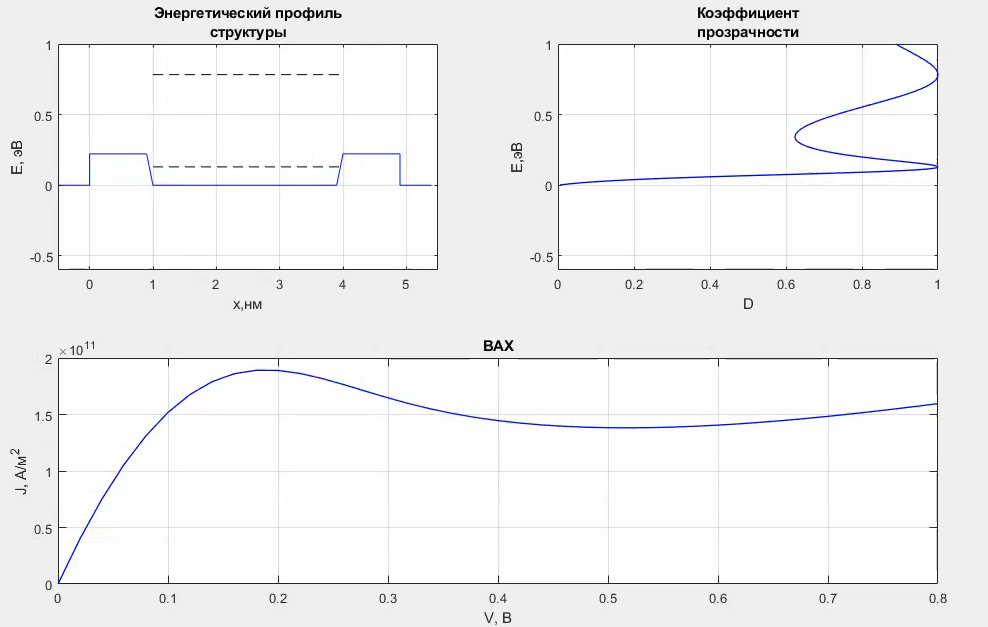 Энергетический профиль
структуры
1
0.5
0
-0.5
E, эВ
0 1 2 3 4 5
x,нм
Коэффициент
прозрачности
1
0.5
0
-0.5
E,эВ
0 0.2 0.4 0.6 0.8 1
D
ВАХ
×10¹¹
2
1.5
1
0.5
0
J, А/м²
0 0.1 0.2 0.3 0.4 0.5 0.6 0.7 0.8
V, В